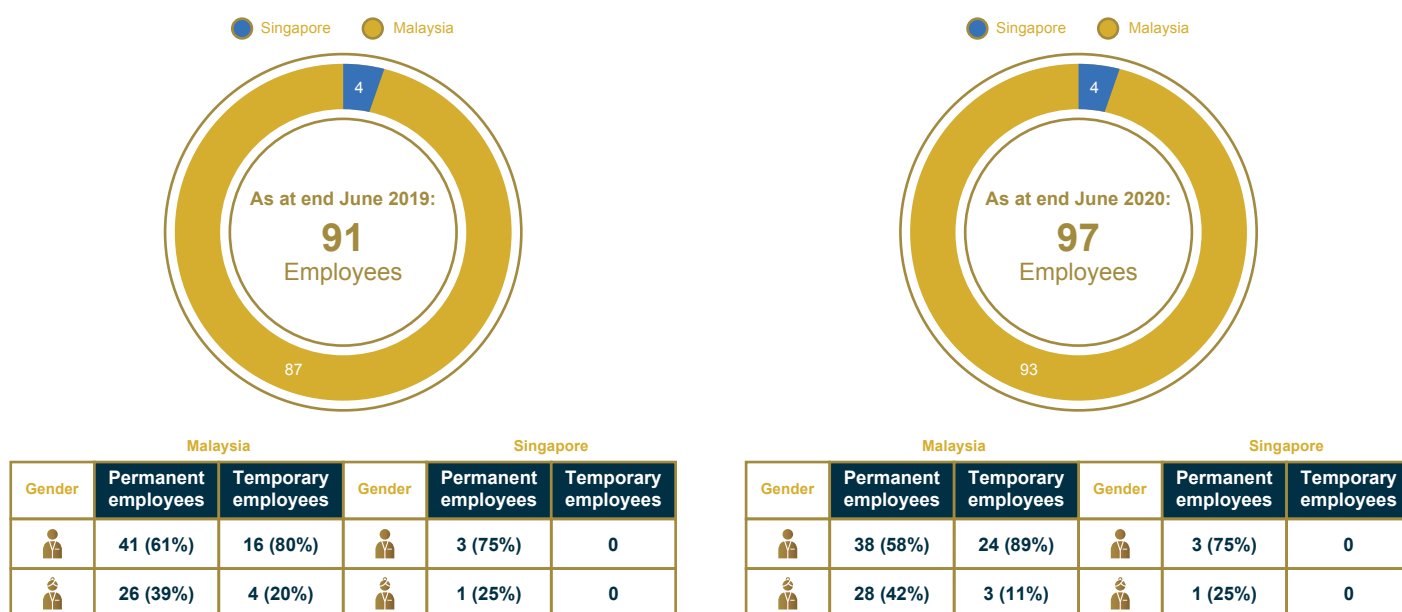 Singapore Malaysia
4
As at end June 2019:
91
Employees
87
Malaysia Singapore
Gender Permanent employees Temporary employees Gender Permanent employees Temporary employees
41 (61%) 16 (80%) 3 (75%) 0
26 (39%) 4 (20%) 1 (25%) 0
Singapore Malaysia
4
As at end June 2020:
97
Employees
93
Malaysia Singapore
Gender Permanent employees Temporary employees Gender Permanent employees Temporary employees
38 (58%) 24 (89%) 3 (75%) 0
28 (42%) 3 (11%) 1 (25%) 0